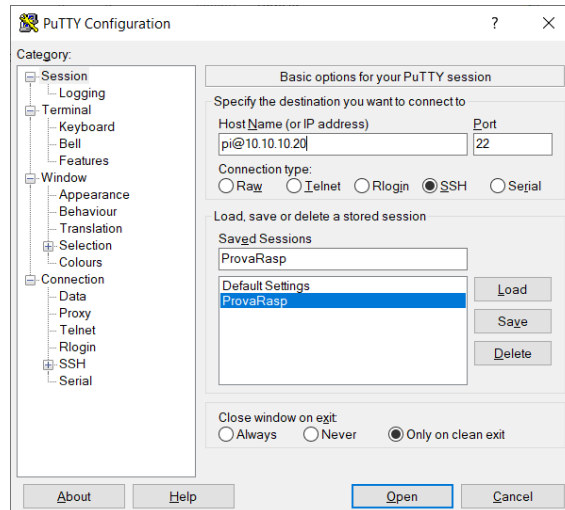 PuTTY Configuration ? ×
Category:
Session
Logging
Terminal
Keyboard
Bell
Features
Window
Appearance
Behaviour
Translation
Selection
Colours
Connection
Data
Proxy
Telnet
Rlogin
SSH
Serial
Basic options for your PuTTY session
Specify the destination you want to connect to
Host Name (or IP address) Port
pi@10.10.10.20 22
Connection type:
Raw Telnet Rlogin SSH Serial
Load, save or delete a stored session
Saved Sessions
ProvaRasp
Default Settings Load
ProvaRasp
Save
Delete
Close window on exit:
Always Never Only on clean exit
About Help Open Cancel